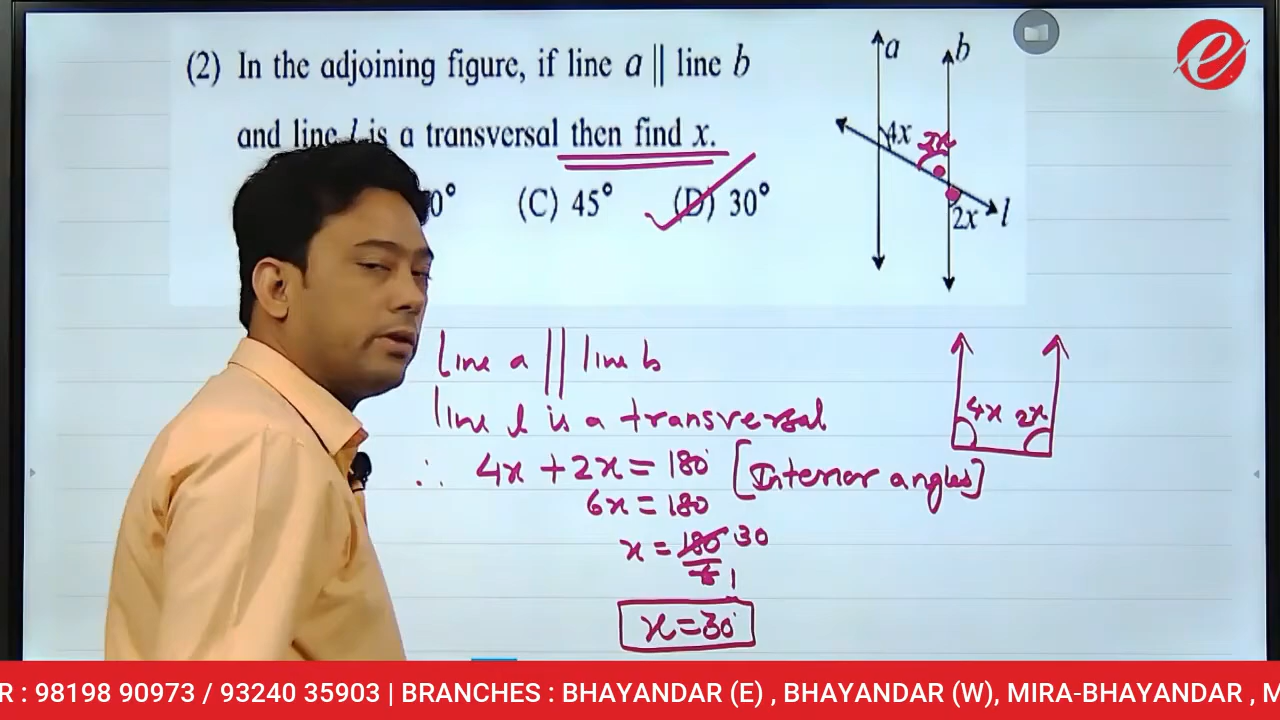 (2) In the adjoining figure, if line a || line b
and line l is a transversal then find x.
0° (C) 45° (D) 30°
a
b
4x
2x
2x
l
e
line a || line b
line l is a transversal
∴ 4x + 2x = 180° [Interior angles]
6x = 180
x = 180 30
6 1
x = 30°
4x 2x
R : 98198 90973 / 93240 35903 | BRANCHES : BHAYANDAR (E) , BHAYANDAR (W), MIRA-BHAYANDAR , M